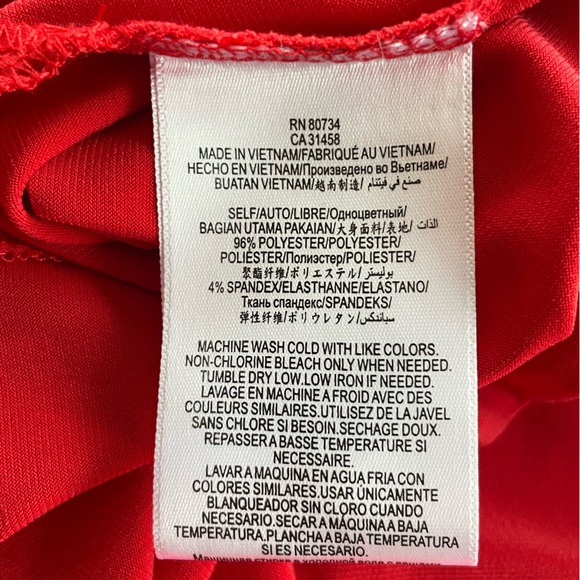 RN 80734
CA 31458
MADE IN VIETNAM/FABRIQUÉ AU VIETNAM/
HECHO EN VIETNAM/Произведено во Вьетнаме/
BUATAN VIETNAM/越南制造/ صنع في فيتنام/
SELF/AUTO/LIBRE/Одноцветный/
BAGIAN UTAMA PAKAIAN/大身面料/表地/ الذات/
96% POLYESTER/POLYESTER/
POLIÉSTER/Полиэстер/POLIESTER/
聚酯纤维/ポリエステル/ بوليستر/
4% SPANDEX/ELASTHANNE/ELASTANO/
Ткань спандекс/SPANDEKS/
弹性纤维/ポリウレタン/ سباندكس/
MACHINE WASH COLD WITH LIKE COLORS.
NON-CHLORINE BLEACH ONLY WHEN NEEDED.
TUMBLE DRY LOW.LOW IRON IF NEEDED.
LAVAGE EN MACHINE A FROID AVEC DES
COULEURS SIMILAIRES.UTILISEZ DE LA JAVEL
SANS CHLORE SI BESOIN.SECHAGE DOUX.
REPASSER A BASSE TEMPERATURE SI
NECESSAIRE.
LAVAR A MAQUINA EN AGUA FRIA CON
COLORES SIMILARES.USAR ÚNICAMENTE
BLANQUEADOR SIN CLORO CUANDO
NECESARIO.SECAR A MÁQUINA A BAJA
TEMPERATURA.PLANCHA A BAJA TEMPERATURA
SI ES NECESARIO.